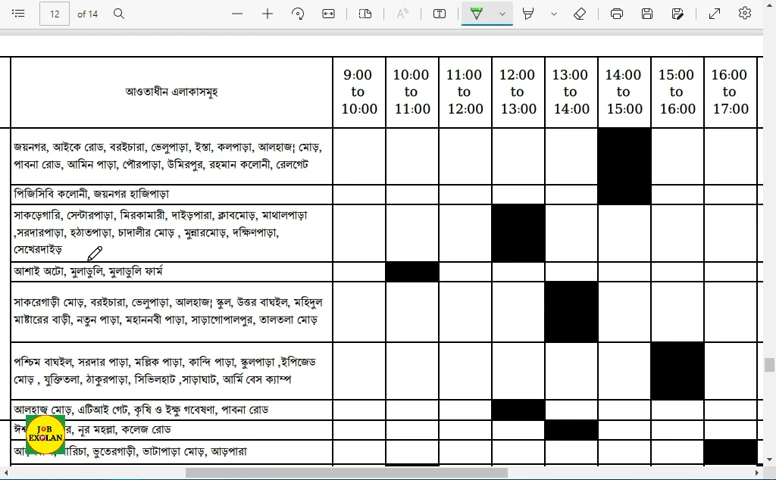 12 of 14
আওতাধীন এলাকাসমূহ
9:00 to 10:00
10:00 to 11:00
11:00 to 12:00
12:00 to 13:00
13:00 to 14:00
14:00 to 15:00
15:00 to 16:00
16:00 to 17:00
জয়নগর, আইকে রোড, বরইচারা, ভেলুপাড়া, ইস্তা, কলপাড়া, আলহাজ¦ মোড়,
পাবনা রোড, আমিন পাড়া, পৌরপাড়া, উমিরপুর, রহমান কলোনী, রেলগেট
পিজিসিবি কলোনী, জয়নগর হাজিপাড়া
সাকড়েগারি, সেন্টারপাড়া, মিরকামারী, দাইড়পারা, ক্লাবমোড়, মাথালপাড়া
,সরদারপাড়া, হঠাতপাড়া, চাদালীর মোড় , মুন্নারমোড়, দক্ষিণপাড়া,
সেখেরদাইড়
আশাই অটো, মুলাডুলি, মুলাডুলি ফার্ম
সাকরেগাড়ী মোড়, বরইচারা, ভেলুপাড়া, আলহাজ¦ স্কুল, উত্তর বাঘইল, মহিদুল
মাষ্টারের বাড়ী, নতুন পাড়া, মহাননবী পাড়া, সাড়াগোপালপুর, তালতলা মোড়
পশ্চিম বাঘইল, সরদার পাড়া, মল্লিক পাড়া, কান্দি পাড়া, স্কুলপাড়া ,ইপিজেড
মোড় , যুক্তিতলা, ঠাকুরপাড়া, সিভিলহাট ,সাড়াঘাট, আর্মি বেস ক্যাম্প
আলহাজ্ব মোড়, এটিআই গেট, কৃষি ও ইক্ষু গবেষণা, পাবনা রোড
নূর মহল্লা, কলেজ রোড
ভুতেরগাড়ী, ভাটাপাড়া মোড়, আড়পারা
JOB
EXPLAN